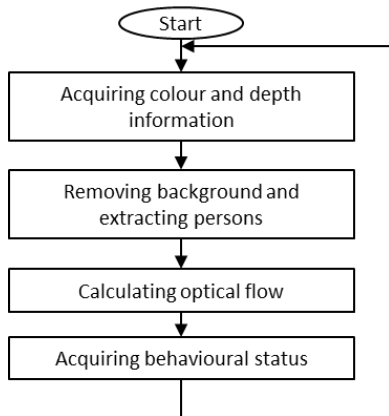 Start
Acquiring colour and depth
information
Removing background and
extracting persons
Calculating optical flow
Acquiring behavioural status